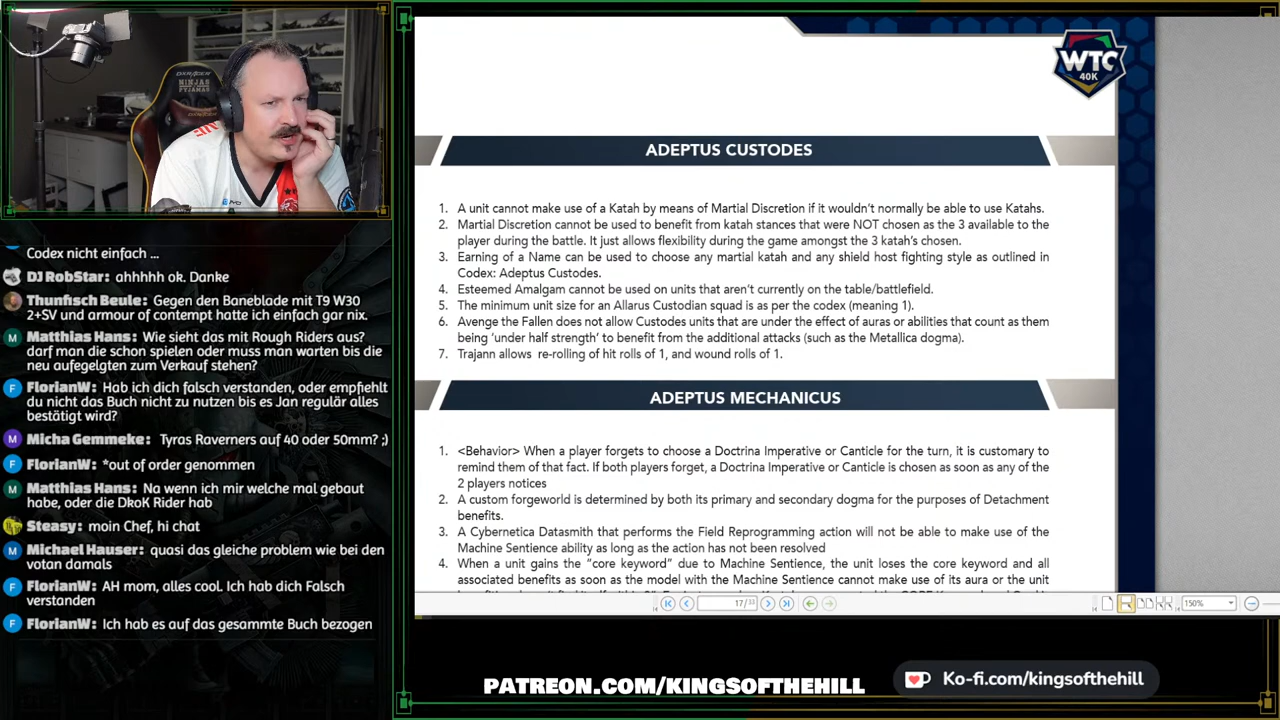 WTC
40K
ADEPTUS CUSTODES
1. A unit cannot make use of a Katah by means of Martial Discretion if it wouldn't normally be able to use Katahs.
2. Martial Discretion cannot be used to benefit from katah stances that were NOT chosen as the 3 available to the
player during the battle. It just allows flexibility during the game amongst the 3 katah's chosen.
3. Earning of a Name can be used to choose any martial katah and any shield host fighting style as outlined in
Codex: Adeptus Custodes.
4. Esteemed Amalgam cannot be used on units that aren't currently on the table/battlefield.
5. The minimum unit size for an Allarus Custodian squad is as per the codex (meaning 1).
6. Avenge the Fallen does not allow Custodes units that are under the effect of auras or abilities that count as them
being 'under half strength' to benefit from the additional attacks (such as the Metallica dogma).
7. Trajann allows re-rolling of hit rolls of 1, and wound rolls of 1.
ADEPTUS MECHANICUS
1. <Behavior> When a player forgets to choose a Doctrina Imperative or Canticle for the turn, it is customary to
remind them of that fact. If both players forget, a Doctrina Imperative or Canticle is chosen as soon as any of the
2 players notices
2. A custom forgeworld is determined by both its primary and secondary dogma for the purposes of Detachment
benefits.
3. A Cybernetica Datasmith that performs the Field Reprogramming action will not be able to make use of the
Machine Sentience ability as long as the action has not been resolved
4. When a unit gains the "core keyword" due to Machine Sentience, the unit loses the core keyword and all
associated benefits as soon as the model with the Machine Sentience cannot make use of its aura or the unit
17/33
150%
DXRACER
NINJAS
PYJAMAS
Codex nicht einfach ...
DJ RobStar: ahhhhh ok. Danke
Thunfisch Beule: Gegen den Baneblade mit T9 W30
2+SV und armour of contempt hatte ich einfach gar nix.
Matthias Hans: Wie sieht das mit Rough Riders aus?
darf man die schon spielen oder muss man warten bis die
neu aufgelegten zum Verkauf stehen?
F FlorianW: Hab ich dich falsch verstanden, oder empfiehlt
du nicht das Buch nicht zu nutzen bis es Jan regulär alles
bestätigt wird?
M Micha Gemmeke: Tyras Raverners auf 40 oder 50mm? ;)
F FlorianW: *out of order genommen
Matthias Hans: Na wenn ich mir welche mal gebaut
habe, oder die DKoK Rider hab
Steasy: moin Chef, hi chat
Michael Hauser: quasi das gleiche problem wie bei den
votan damals
F FlorianW: AH mom, alles cool. Ich hab dich Falsch
verstanden
F FlorianW: Ich hab es auf das gesammte Buch bezogen
PATREON.COM/KINGSOFTHEHILL
Ko-fi.com/kingsofthehill